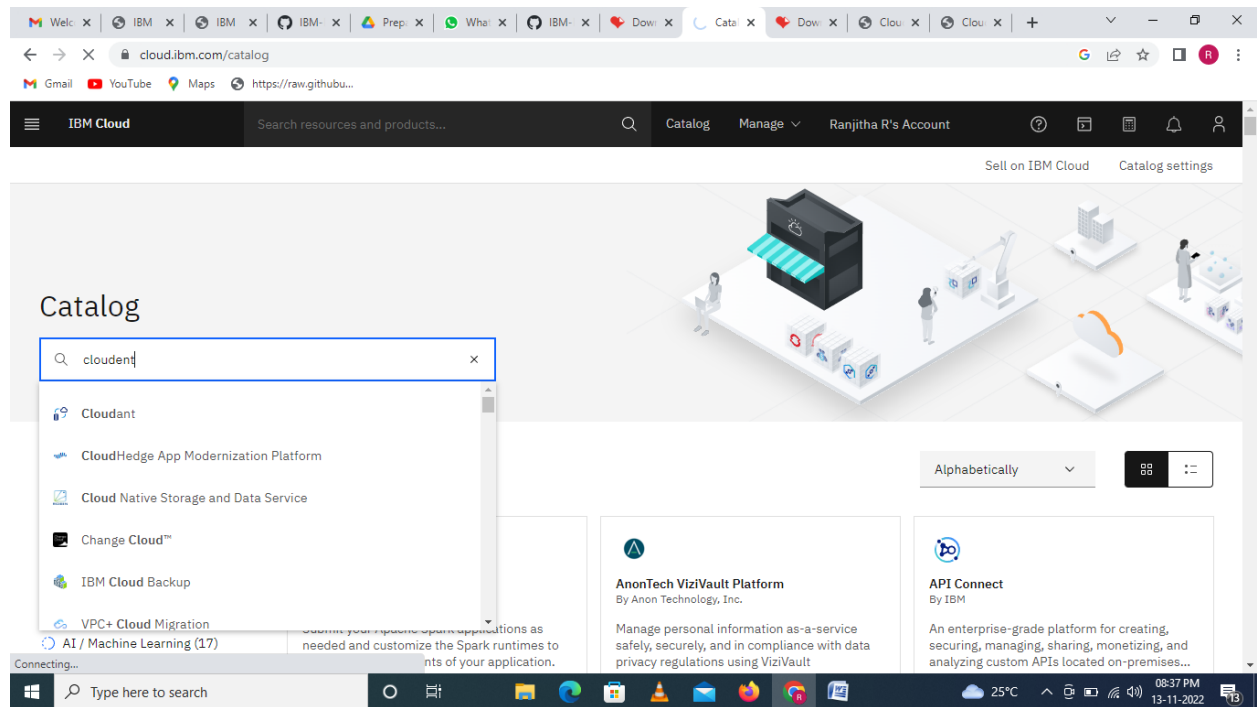 Welc
IBM
IBM
IBM-
Prep
What
IBM-
Dow
Catal
Dow
Clou
Clou
cloud.ibm.com/catalog
G
R
Gmail
YouTube
Maps
https://raw.githubu...
IBM Cloud
Search resources and products...
Catalog
Manage
Ranjitha R's Account
Sell on IBM Cloud
Catalog settings
Catalog
cloudent
Cloudant
CloudHedge App Modernization Platform
Cloud Native Storage and Data Service
Change Cloud™
IBM Cloud Backup
VPC+ Cloud Migration
AI / Machine Learning (17)
Connecting...
Alphabetically
Submit your Apache Spark applications as
needed and customize the Spark runtimes to
nts of your application.
AnonTech ViziVault Platform
By Anon Technology, Inc.
Manage personal information as-a-service
safely, securely, and in compliance with data
privacy regulations using ViziVault
API Connect
By IBM
An enterprise-grade platform for creating,
securing, managing, sharing, monetizing, and
analyzing custom APIs located on-premises...
Type here to search
25°C
08:37 PM
13-11-2022
13